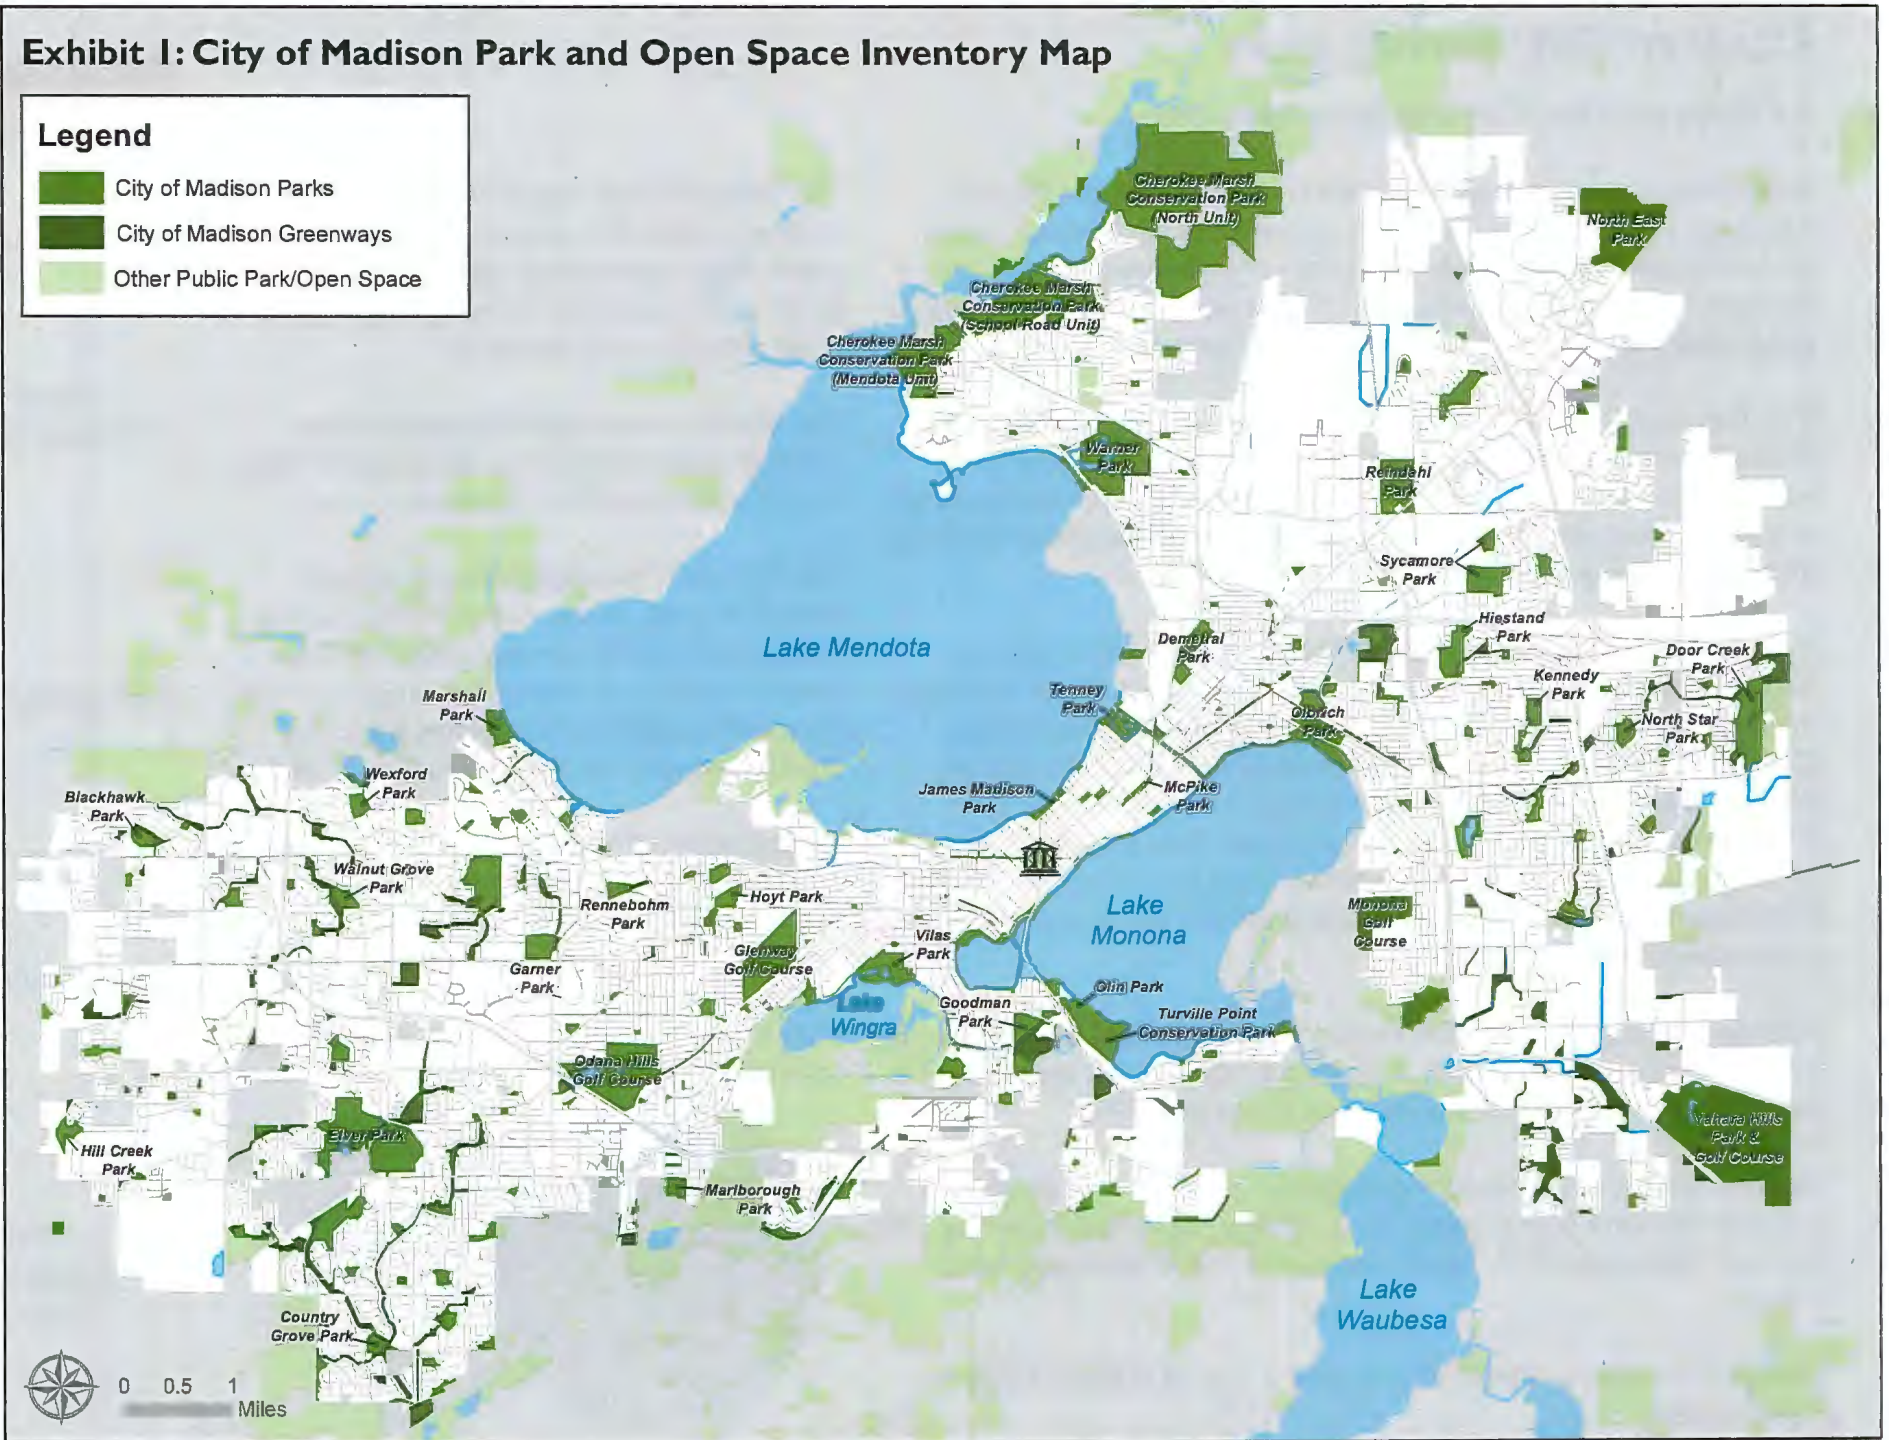 Exhibit 1: City of Madison Park and Open Space Inventory Map
Legend
City of Madison Parks
City of Madison Greenways
Other Public Park/Open Space
Cherokee Marsh
Conservation Park
(North Unit)
North East
Park
Cherokee Marsh
Conservation Park
(School Road Unit)
Cherokee Marsh
Conservation Park
(Mendota Unit)
Warner
Park
Reindahl
Park
Sycamore
Park
Hiestand
Park
Door Creek
Park
Kennedy
Park
North Star
Park
Demetral
Park
Lake Mendota
Tenney
Park
Olbrich
Park
Marshall
Park
James Madison
Park
McPike
Park
Wexford
Park
Blackhawk
Park
Walnut Grove
Park
Rennebohm
Park
Hoyt Park
Glenway
Golf Course
Vilas
Park
Lake
Monona
Monona
Golf
Course
Garner
Park
Lake
Wingra
Goodman
Park
Olin Park
Turville Point
Conservation Park
Odana Hills
Golf Course
Elver Park
Hill Creek
Park
Marlborough
Park
Yahara Hills
Park &
Golf Course
Lake
Waubesa
Country
Grove Park
0 0.5 1
Miles